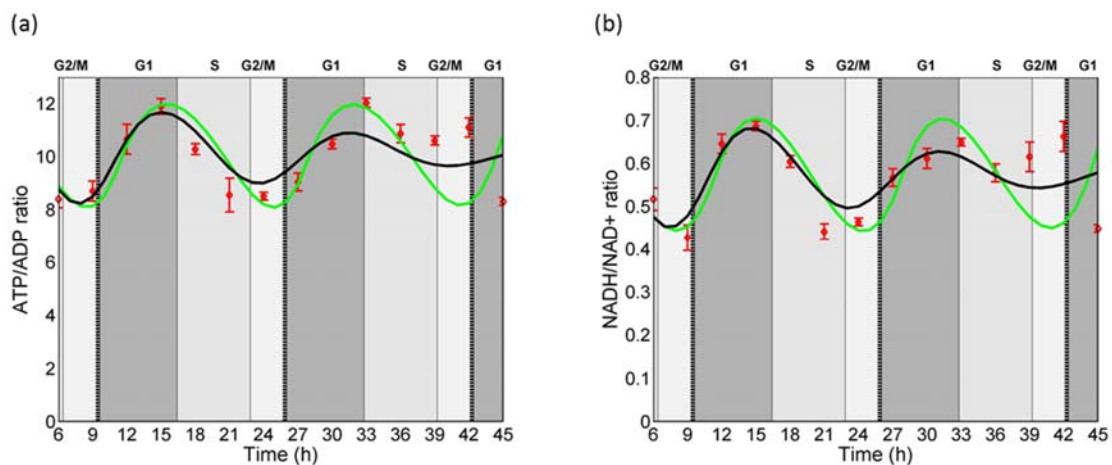 (a)
G2/M G1 S G2/M G1 S G2/M G1
12
10
8
6
4
2
0
ATP/ADP ratio
6 9 12 15 18 21 24 27 30 33 36 39 42 45
Time (h)
(b)
G2/M G1 S G2/M G1 S G2/M G1
0.8
0.7
0.6
0.5
0.4
0.3
0.2
0.1
0
NADH/NAD+ ratio
6 9 12 15 18 21 24 27 30 33 36 39 42 45
Time (h)